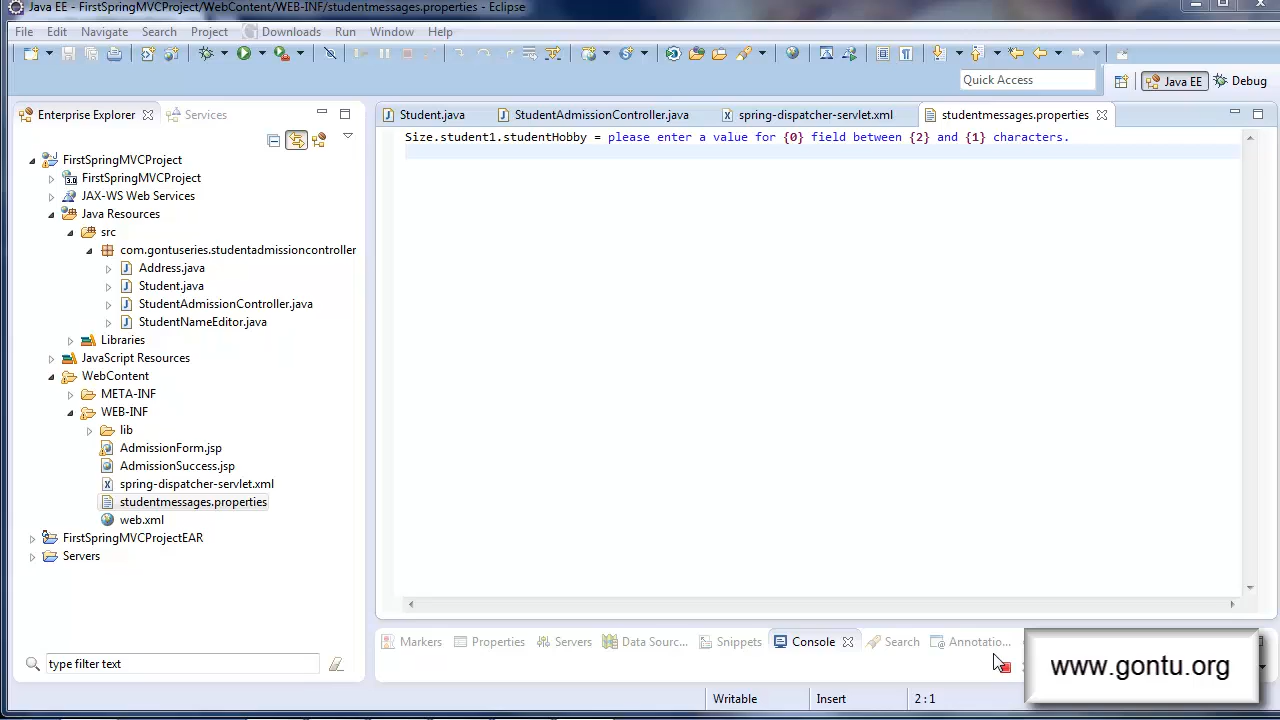 Java EE - FirstSpringMVCProject/WebContent/WEB-INF/studentmessages.properties - Eclipse
File Edit Navigate Search Project Downloads Run Window Help
Quick Access
Java EE
Debug
Enterprise Explorer
Services
Student.java
StudentAdmissionController.java
spring-dispatcher-servlet.xml
studentmessages.properties
Size.student1.studentHobby = please enter a value for {0} field between {2} and {1} characters.
FirstSpringMVCProject
FirstSpringMVCProject
JAX-WS Web Services
Java Resources
src
com.gontuseries.studentadmissioncontroller
Address.java
Student.java
StudentAdmissionController.java
StudentNameEditor.java
Libraries
JavaScript Resources
WebContent
META-INF
WEB-INF
lib
AdmissionForm.jsp
AdmissionSuccess.jsp
spring-dispatcher-servlet.xml
studentmessages.properties
web.xml
FirstSpringMVCProjectEAR
Servers
type filter text
Markers
Properties
Servers
Data Sourc...
Snippets
Console
Search
Annotatio...
www.gontu.org
Writable
Insert
2 : 1